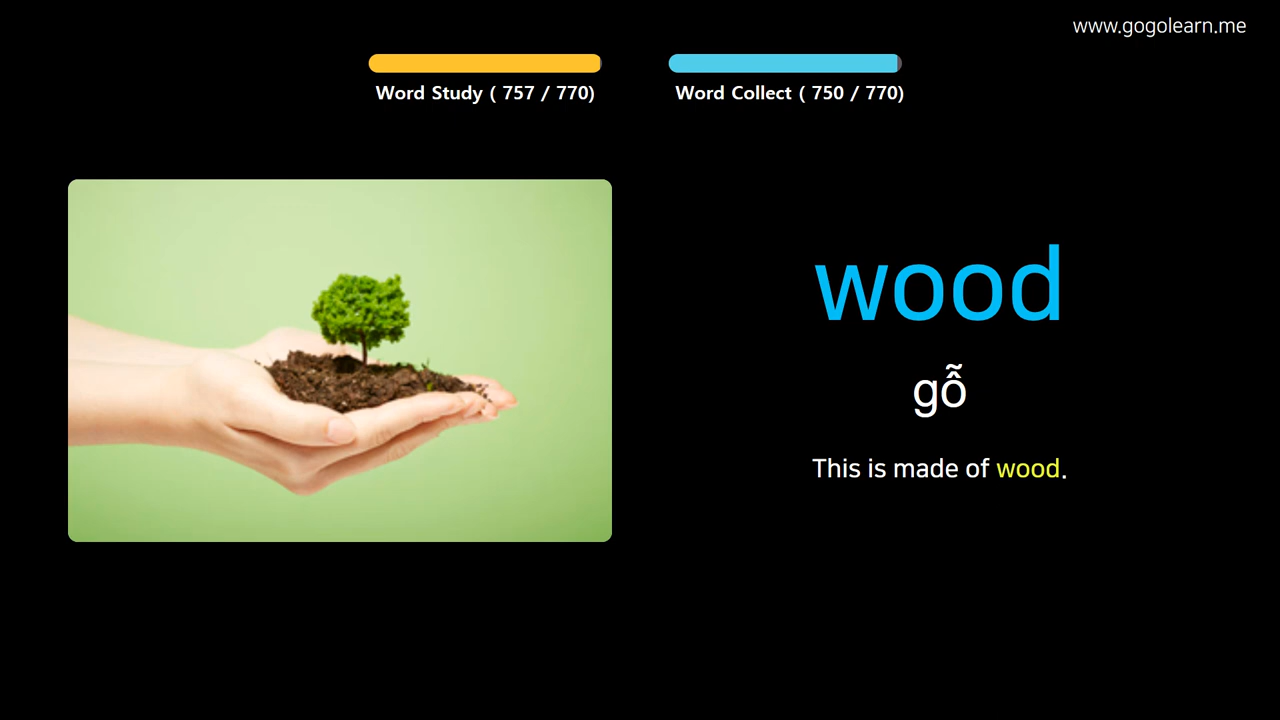 www.gogolearn.me
Word Study ( 757 / 770)
Word Collect ( 750 / 770)
wood
gỗ
This is made of wood.